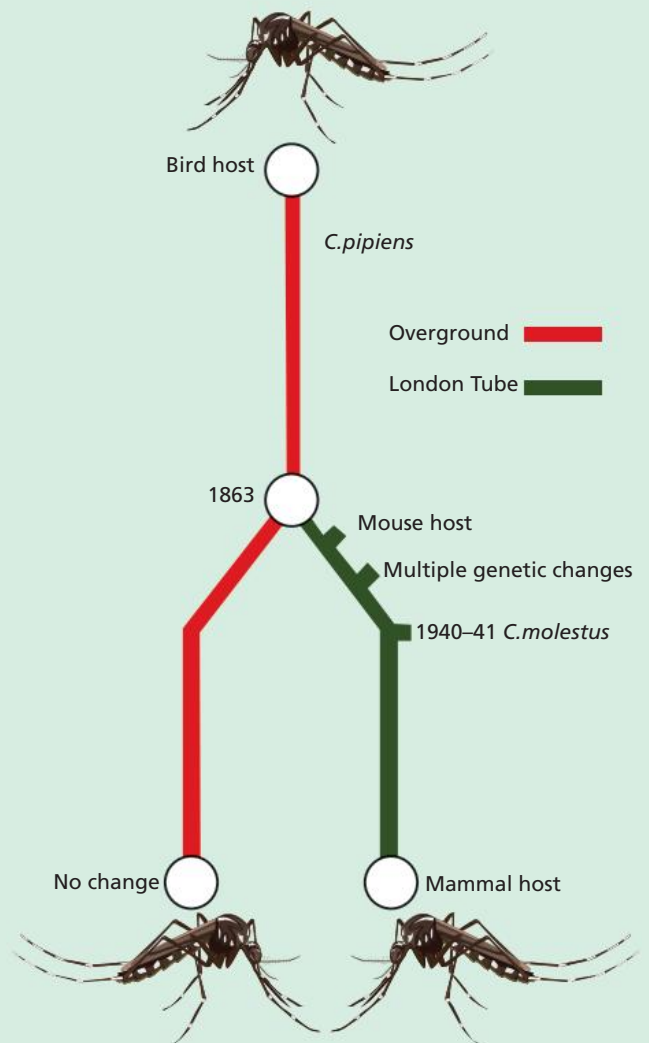 Bird host
C.pipiens
Overground
London Tube
1863
Mouse host
Multiple genetic changes
1940–41 C.molestus
No change
Mammal host